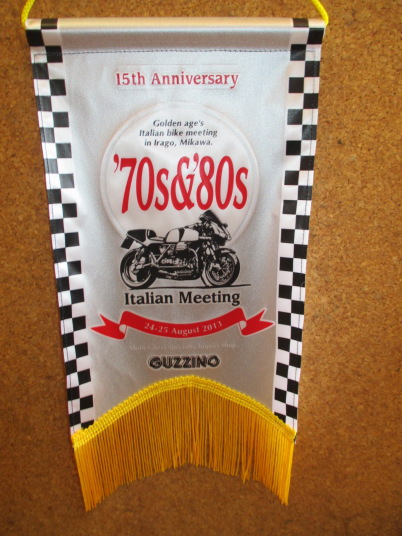 15th Anniversary
Golden age's
Italian bike meeting
in Irago, Mikawa.
'70s&'80s
Italian Meeting
24-25 August 2013
GUZZINO